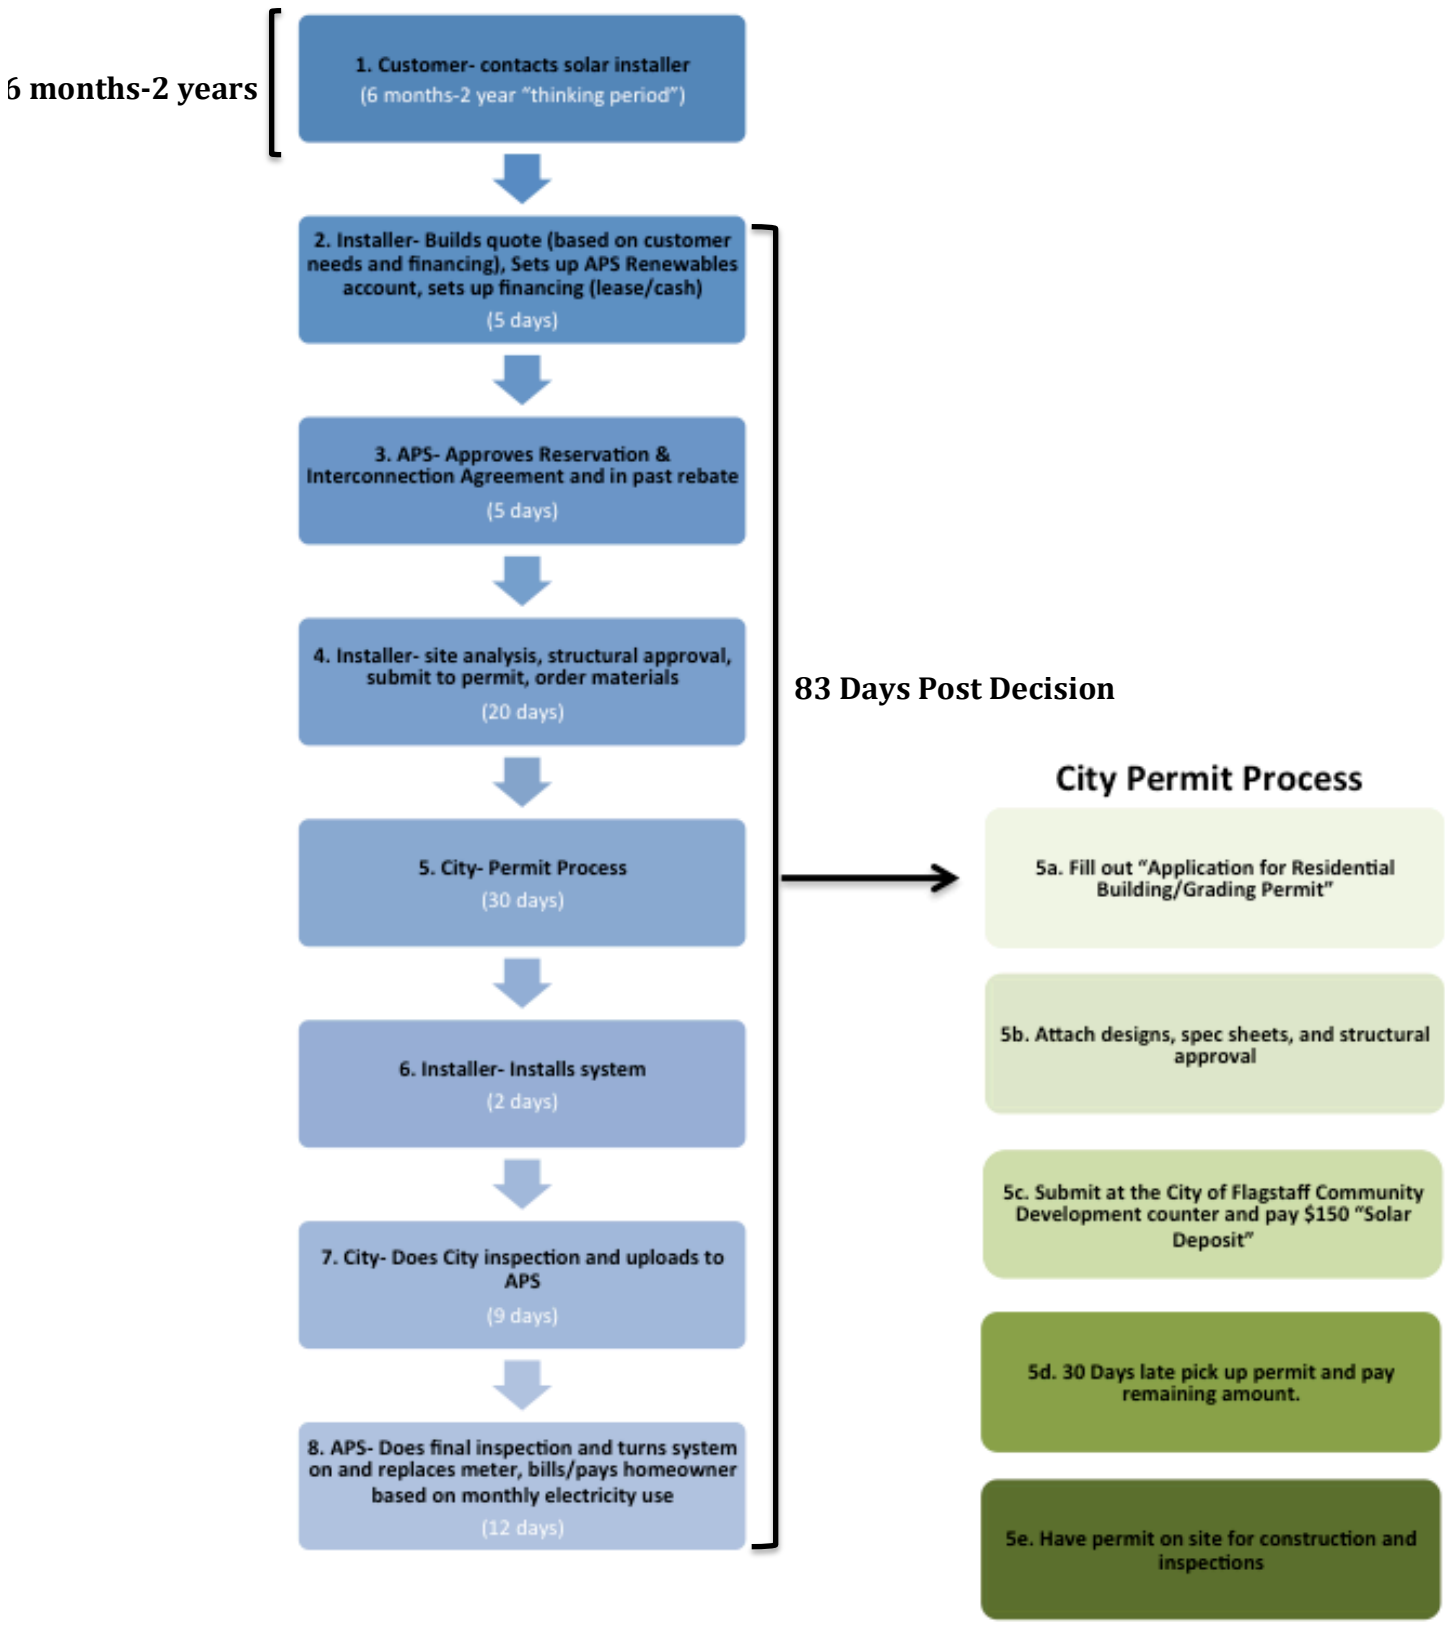 6 months-2 years
1. Customer- contacts solar installer
(6 months-2 year “thinking period”)
2. Installer- Builds quote (based on customer
needs and financing), Sets up APS Renewables
account, sets up financing (lease/cash)
(5 days)
3. APS- Approves Reservation &
Interconnection Agreement and in past rebate
(5 days)
4. Installer- site analysis, structural approval,
submit to permit, order materials
(20 days)
5. City- Permit Process
(30 days)
6. Installer- Installs system
(2 days)
7. City- Does City inspection and uploads to
APS
(9 days)
8. APS- Does final inspection and turns system
on and replaces meter, bills/pays homeowner
based on monthly electricity use
(12 days)
83 Days Post Decision
City Permit Process
5a. Fill out “Application for Residential
Building/Grading Permit”
5b. Attach designs, spec sheets, and structural
approval
5c. Submit at the City of Flagstaff Community
Development counter and pay $150 “Solar
Deposit”
5d. 30 Days late pick up permit and pay
remaining amount.
5e. Have permit on site for construction and
inspections